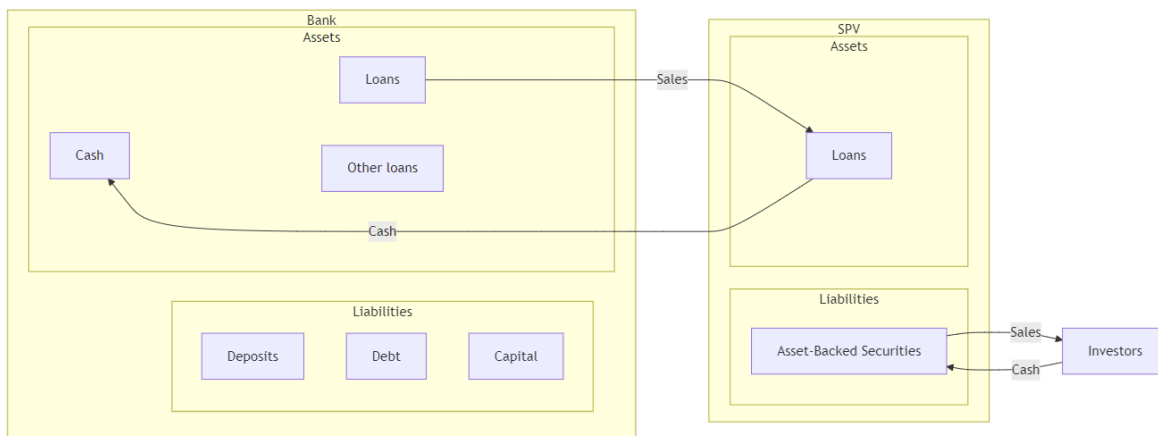 Bank
Assets
Loans
Cash
Other loans
Cash
Liabilities
Deposits
Debt
Capital
Sales
SPV
Assets
Loans
Liabilities
Asset-Backed Securities
Sales
Cash
Investors